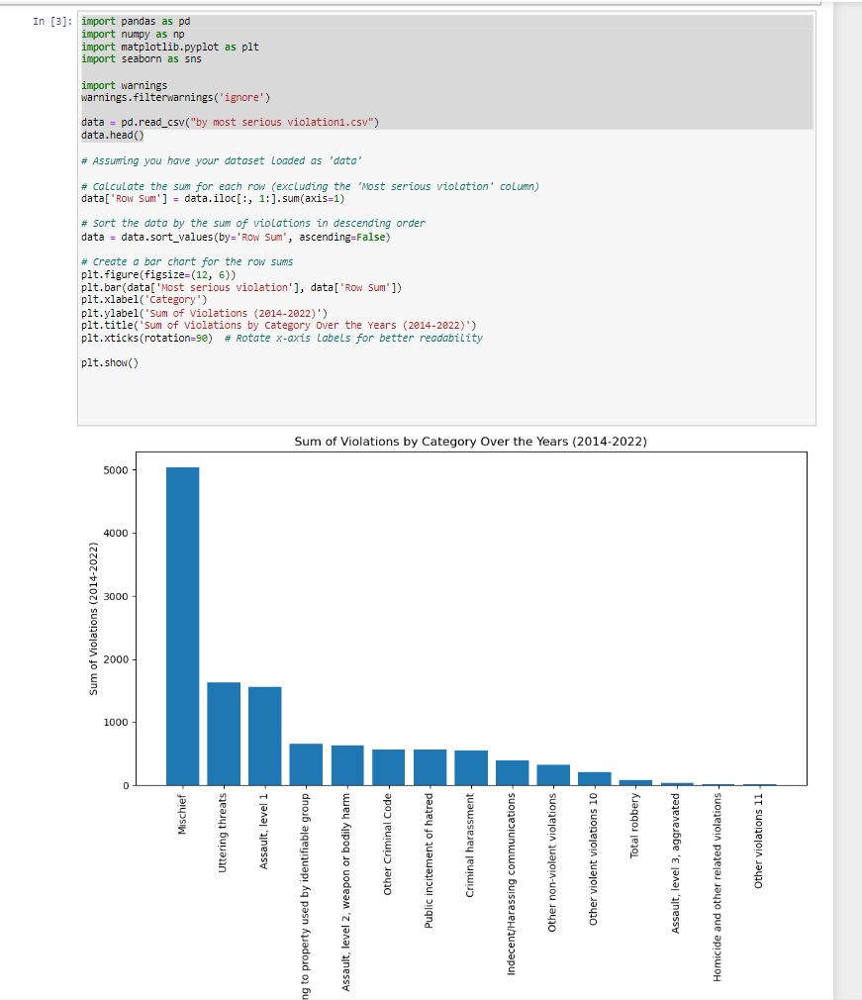 In [3]:
import pandas as pd
import numpy as np
import matplotlib.pyplot as plt
import seaborn as sns
import warnings
warnings.filterwarnings('ignore')
data = pd.read_csv("by most serious violation1.csv")
data.head()
# Assuming you have your dataset loaded as 'data'
# Calculate the sum for each row (excluding the 'Most serious violation' column)
data['Row Sum'] = data.iloc[:, 1:].sum(axis=1)
# Sort the data by the sum of violations in descending order
data = data.sort_values(by='Row Sum', ascending=False)
# Create a bar chart for the row sums
plt.figure(figsize=(12, 6))
plt.bar(data['Most serious violation'], data['Row Sum'])
plt.xlabel('Category')
plt.ylabel('Sum of Violations (2014-2022)')
plt.title('Sum of Violations by Category Over the Years (2014-2022)')
plt.xticks(rotation=90)  # Rotate x-axis labels for better readability
plt.show()
Sum of Violations by Category Over the Years (2014-2022)
Sum of Violations (2014-2022)
5000
4000
3000
2000
1000
0
Mischief
Uttering threats
Assault, level 1
ng to property used by identifiable group
Assault, level 2, weapon or bodily harm
Other Criminal Code
Public incitement of hatred
Criminal harassment
Indecent/Harassing communications
Other non-violent violations
Other violent violations 10
Total robbery
Assault, level 3, aggravated
Homicide and other related violations
Other violations 11